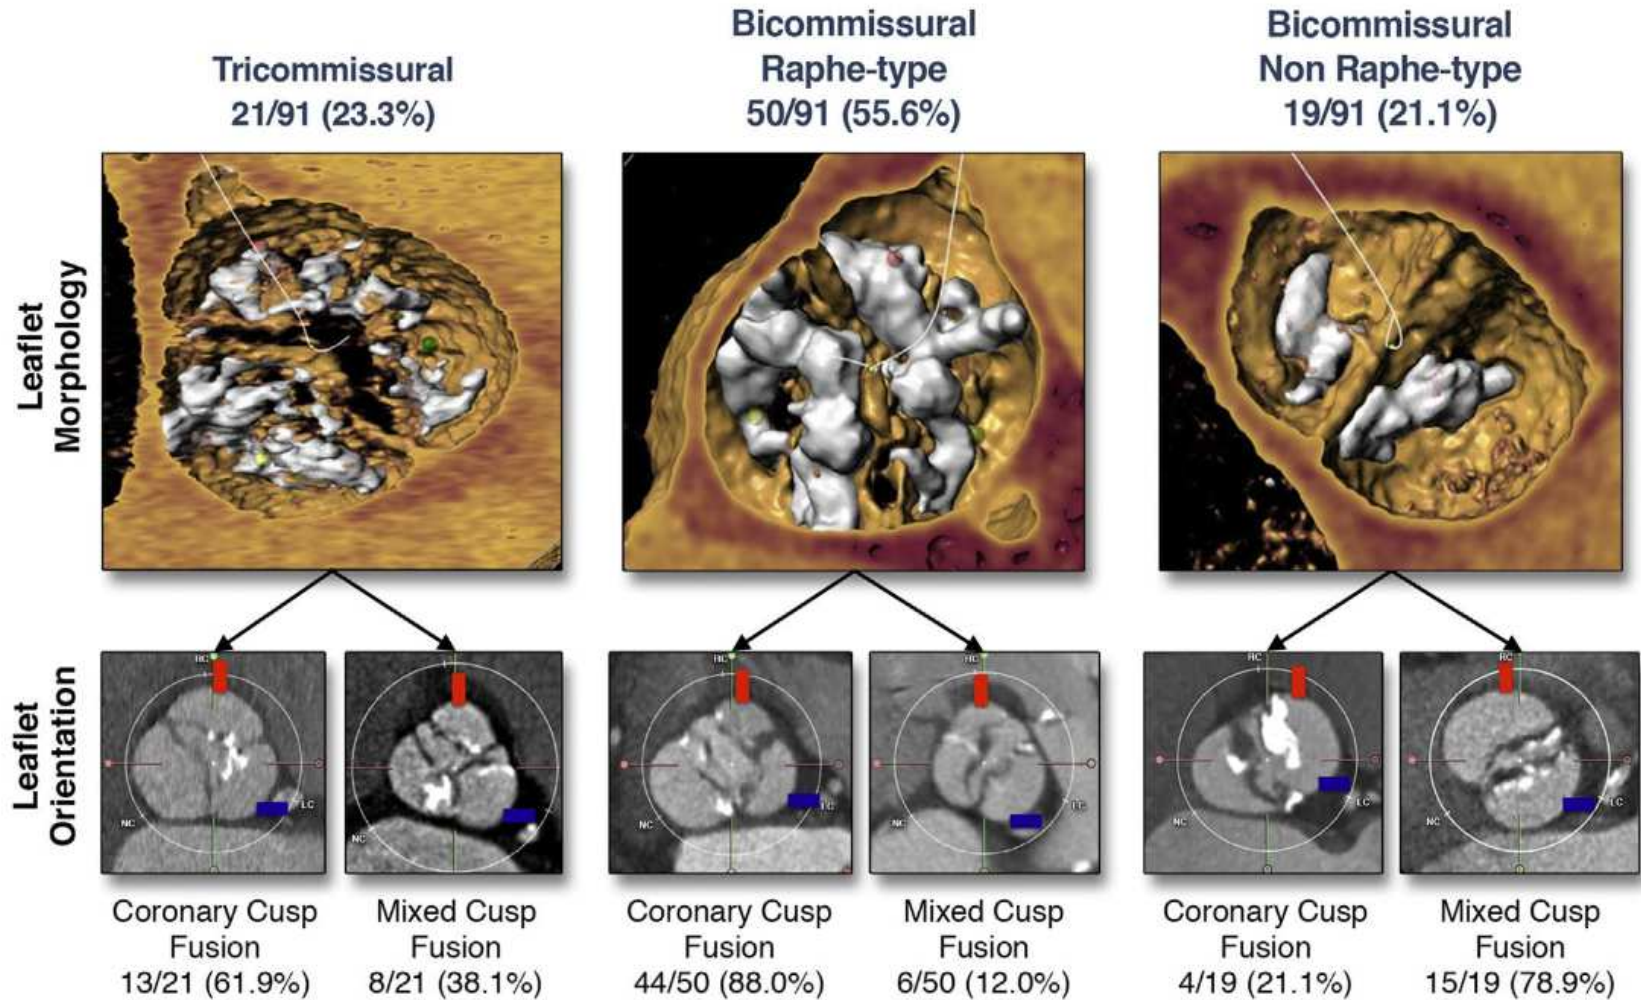 Tricommissural
21/91 (23.3%)
Bicommissural
Raphe-type
50/91 (55.6%)
Bicommissural
Non Raphe-type
19/91 (21.1%)
Leaflet
Morphology
Leaflet
Orientation
RC
LC
NC
RC
NC
RC
LC
NC
RC
LC
NC
RC
LC
NC
RC
LC
NC
Coronary Cusp
Fusion
13/21 (61.9%)
Mixed Cusp
Fusion
8/21 (38.1%)
Coronary Cusp
Fusion
44/50 (88.0%)
Mixed Cusp
Fusion
6/50 (12.0%)
Coronary Cusp
Fusion
4/19 (21.1%)
Mixed Cusp
Fusion
15/19 (78.9%)